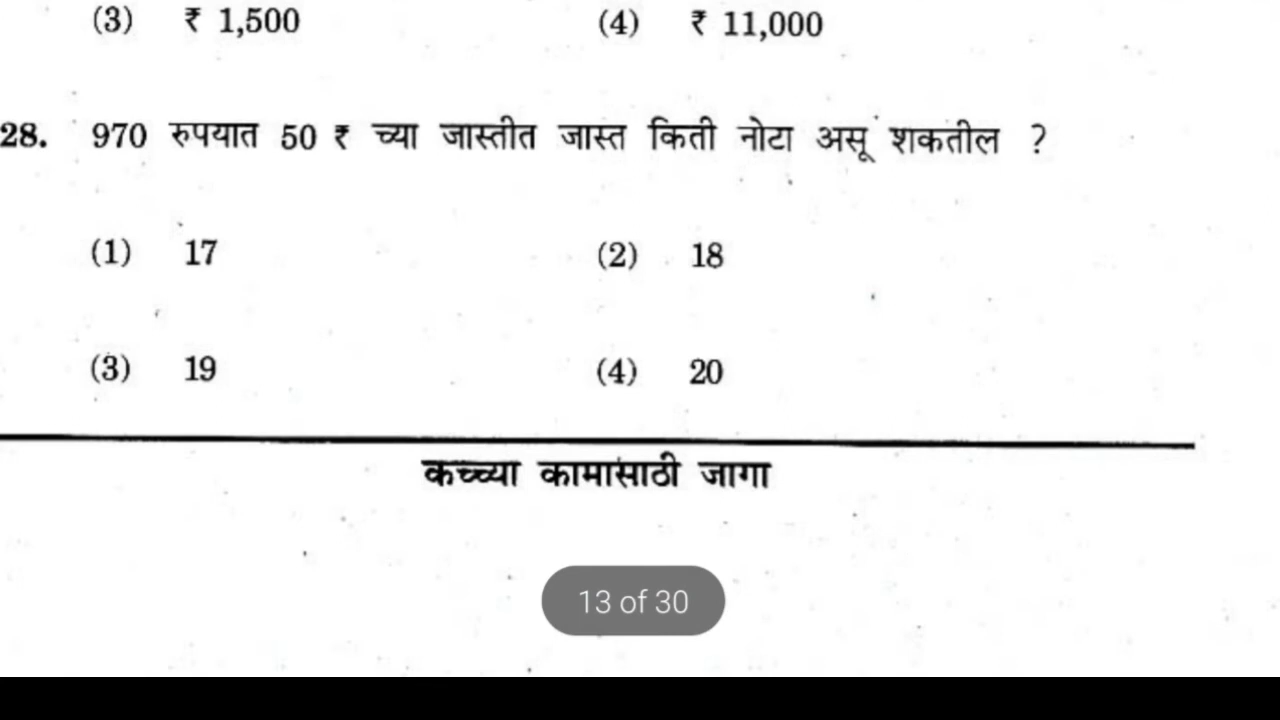 (3) ₹ 1,500 (4) ₹ 11,000
28. 970 रुपयात 50 ₹ च्या जास्तीत जास्त किती नोटा असू शकतील ?
(1) 17 (2) 18
(3) 19 (4) 20
कच्च्या कामासाठी जागा
13 of 30